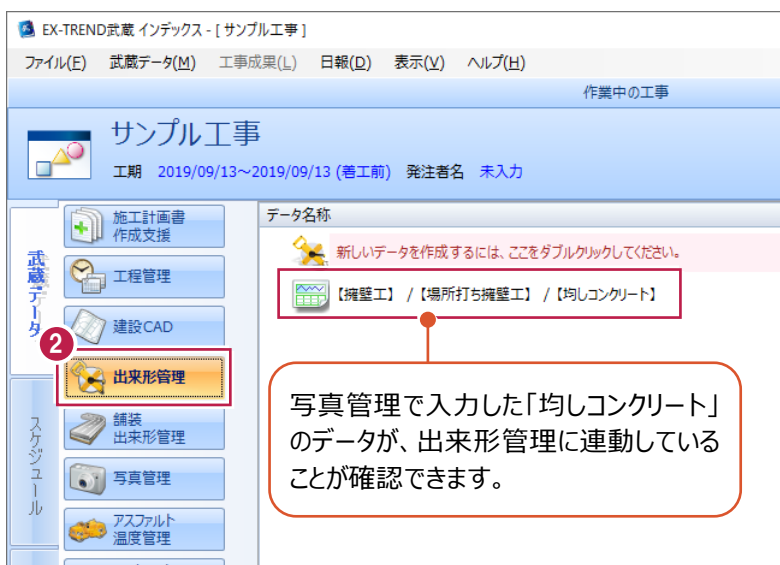 EX-TREND武蔵 インデックス - [ サンプル工事 ]
ファイル(F) 武蔵データ(M) 工事成果(L) 日報(D) 表示(V) ヘルプ(H)
作業中の工事
サンプル工事
工期 2019/09/13～2019/09/13 (着工前) 発注者名 未入力
武蔵データ
スケジュール
施工計画書
作成支援
工程管理
建設CAD
2
出来形管理
舗装
出来形管理
写真管理
アスファルト
温度管理
データ名称
新しいデータを作成するには、ここをダブルクリックしてください。
【擁壁工】 /【場所打ち擁壁工】 /【均しコンクリート】
写真管理で入力した「均しコンクリート」
のデータが、出来形管理に連動している
ことが確認できます。